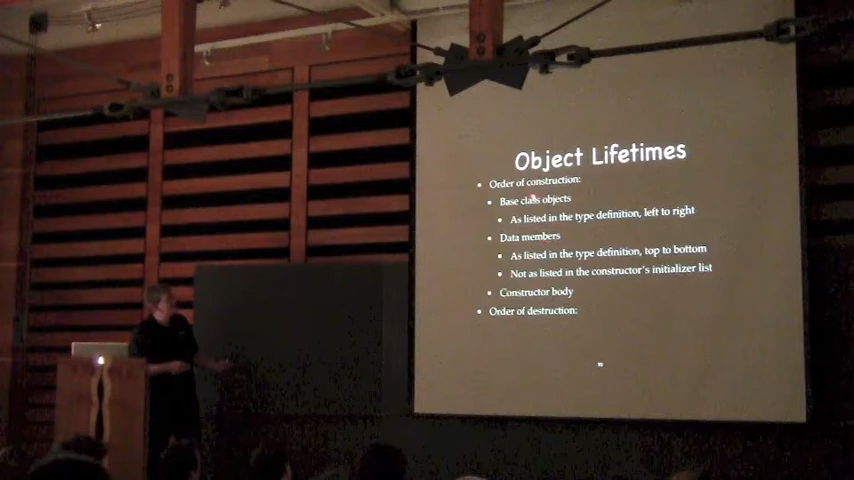 Object Lifetimes
Order of construction:
Base class objects
As listed in the type definition, left to right
Data members
As listed in the type definition, top to bottom
Not as listed in the constructor's initializer list
Constructor body
Order of destruction: